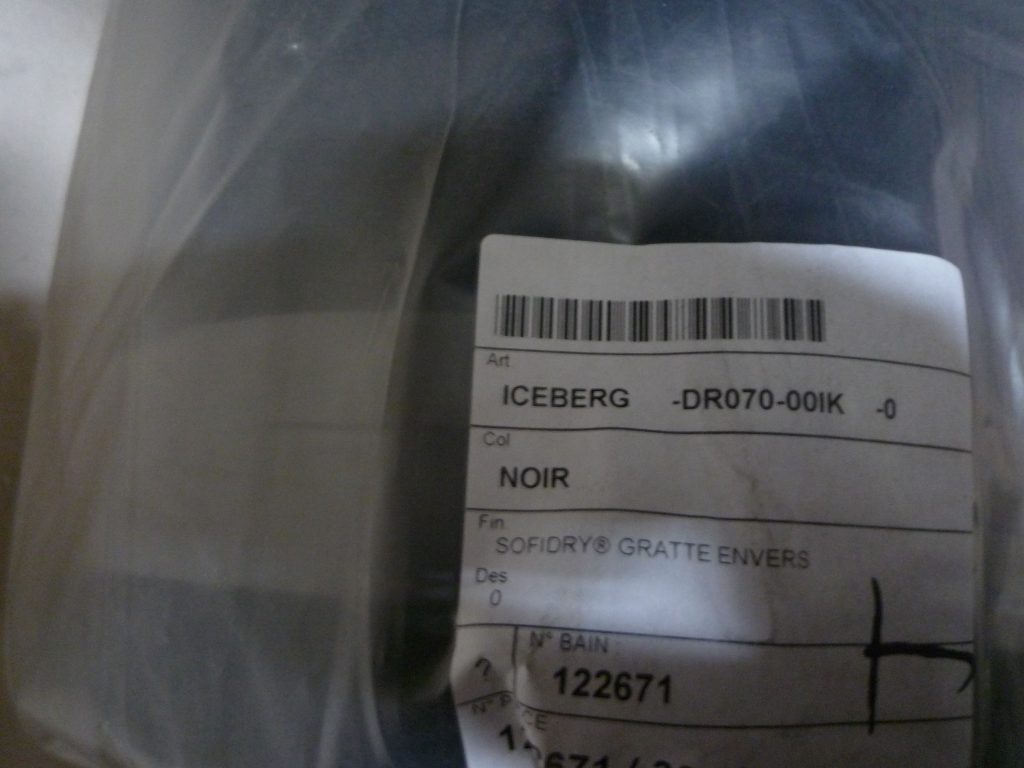 Art
ICEBERG -DR070-00IK -0
Col
NOIR
Fin
SOFIDRY® GRATTE ENVERS
Des
0
N° BAIN :
?
122671